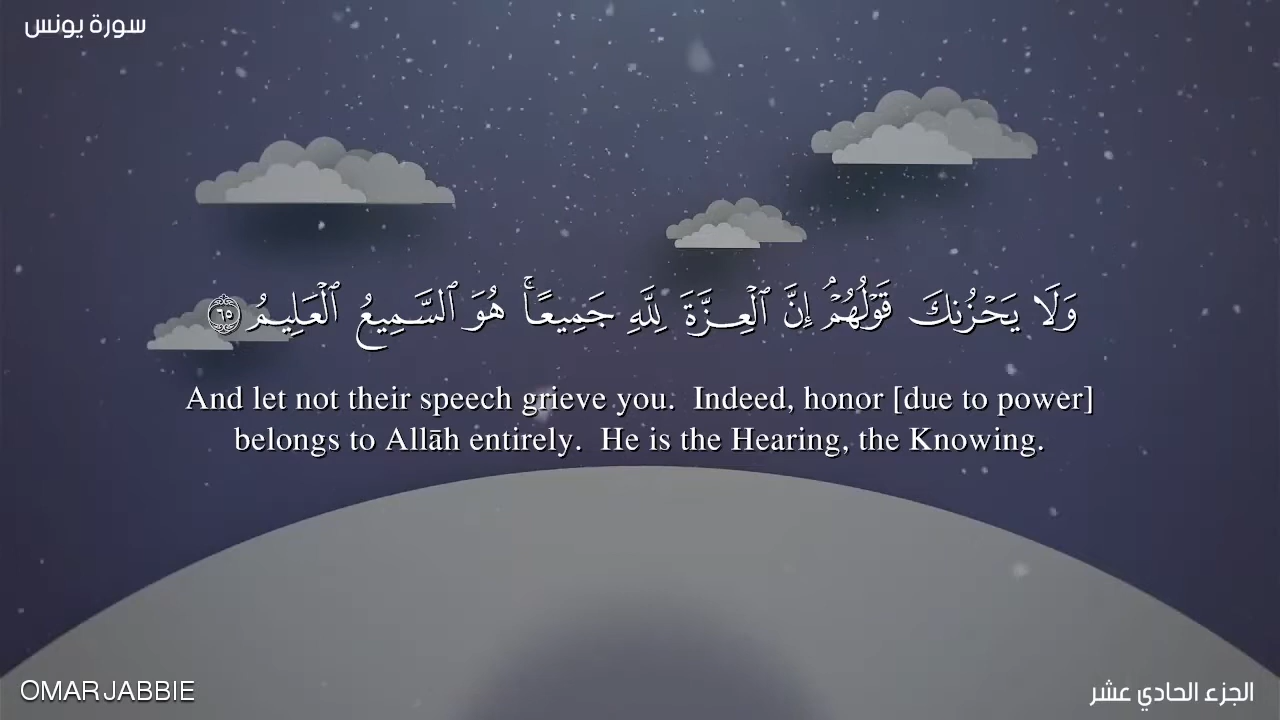 سورة يونس
وَلَا يَحْزُنكَ قَوْلُهُمْ ۘ إِنَّ ٱلْعِزَّةَ لِلَّهِ جَمِيعًا ۚ هُوَ ٱلسَّمِيعُ ٱلْعَلِيمُ ٦٥
And let not their speech grieve you. Indeed, honor [due to power]
belongs to Allāh entirely. He is the Hearing, the Knowing.
OMAR JABBIE
الجزء الحادي عشر